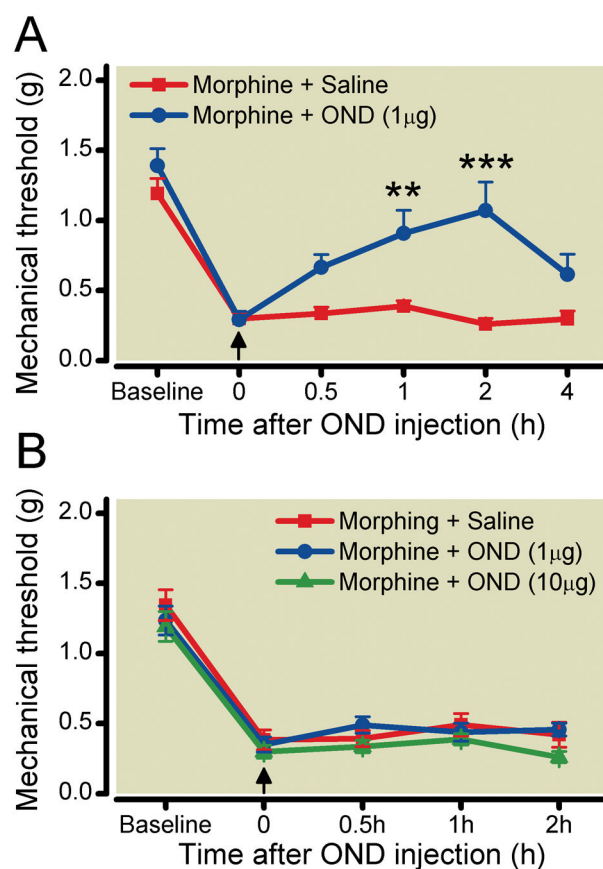 A
Mechanical threshold (g)
2.0
1.5
1.0
0.5
0.0
Morphine + Saline
Morphine + OND (1µg)
**
***
Baseline 0 0.5 1 2 4
Time after OND injection (h)
B
Mechanical threshold (g)
2.0
1.5
1.0
0.5
0.0
Morphing + Saline
Morphine + OND (1µg)
Morphine + OND (10µg)
Baseline 0 0.5h 1h 2h
Time after OND injection (h)